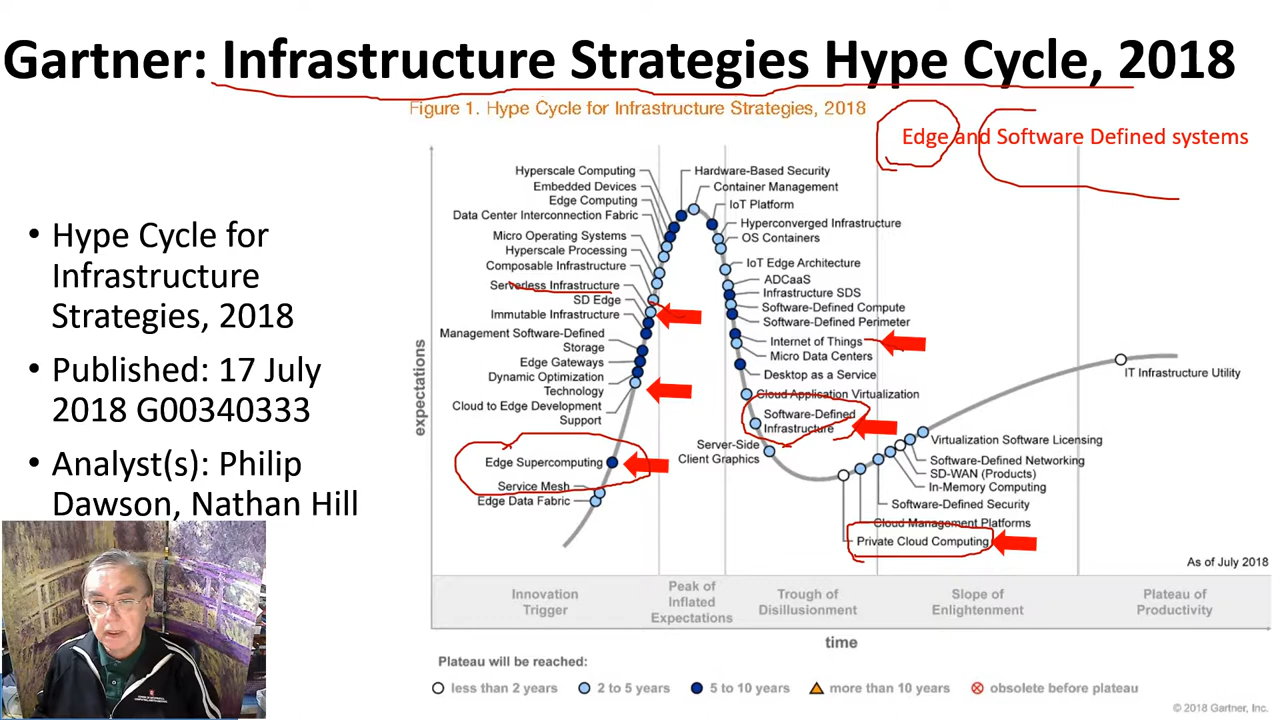 Gartner: Infrastructure Strategies Hype Cycle, 2018
Figure 1. Hype Cycle for Infrastructure Strategies, 2018
Edge and Software Defined systems
• Hype Cycle for
Infrastructure
Strategies, 2018
• Published: 17 July
2018 G00340333
• Analyst(s): Philip
Dawson, Nathan Hill
expectations
Hyperscale Computing
Embedded Devices
Edge Computing
Data Center Interconnection Fabric
Micro Operating Systems
Hyperscale Processing
Composable Infrastructure
Serverless Infrastructure
SD Edge
Immutable Infrastructure
Management Software-Defined
Storage
Edge Gateways
Dynamic Optimization
Technology
Cloud to Edge Development
Support
Edge Supercomputing
Service Mesh
Edge Data Fabric
Hardware-Based Security
Container Management
IoT Platform
Hyperconverged Infrastructure
OS Containers
IoT Edge Architecture
ADCaaS
Infrastructure SDS
Software-Defined Compute
Software-Defined Perimeter
Internet of Things
Micro Data Centers
Desktop as a Service
Cloud Application Virtualization
Software-Defined
Infrastructure
Server-Side
Client Graphics
IT Infrastructure Utility
Virtualization Software Licensing
Software-Defined Networking
SD-WAN (Products)
In-Memory Computing
Software-Defined Security
Cloud Management Platforms
Private Cloud Computing
As of July 2018
Innovation
Trigger
Peak of
Inflated
Expectations
Trough of
Disillusionment
Slope of
Enlightenment
Plateau of
Productivity
time
Plateau will be reached:
less than 2 years
2 to 5 years
5 to 10 years
more than 10 years
obsolete before plateau
© 2018 Gartner, Inc.